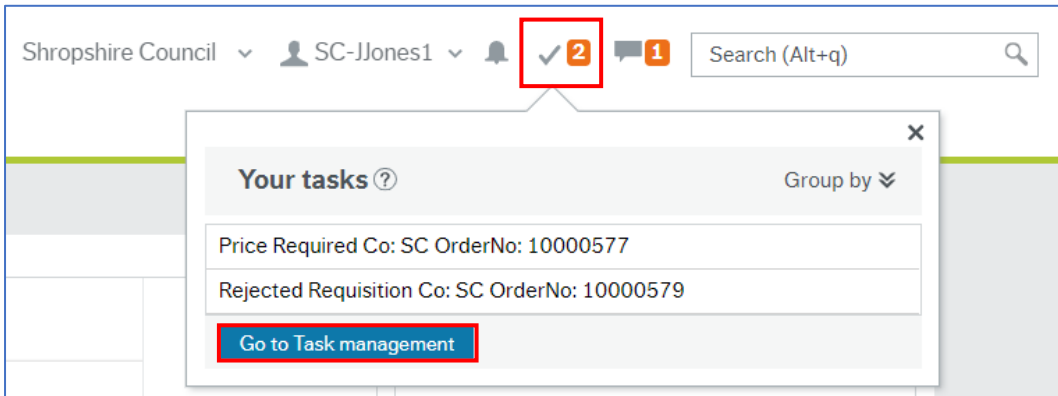 Shropshire Council SC-JJones1 2 1 Search (Alt+q)
Your tasks ? Group by
Price Required Co: SC OrderNo: 10000577
Rejected Requisition Co: SC OrderNo: 10000579
Go to Task management